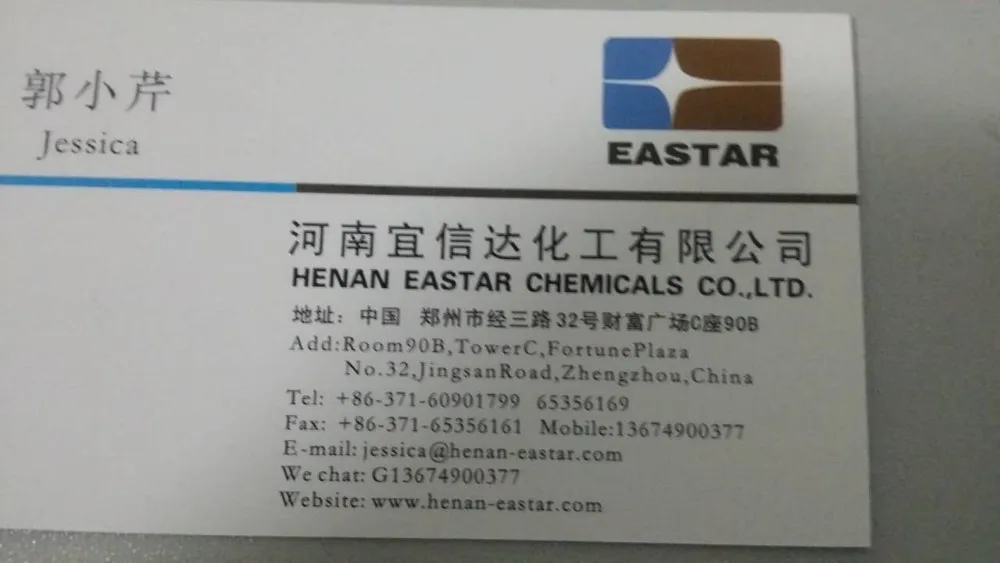 郭小芹
Jessica
EASTAR
河南宜信达化工有限公司
HENAN EASTAR CHEMICALS CO.,LTD.
地址：中国 郑州市经三路32号财富广场C座90B
Add:Room90B,TowerC,FortunePlaza
No.32,JingsanRoad,Zhengzhou,China
Tel: +86-371-60901799 65356169
Fax: +86-371-65356161 Mobile:13674900377
E-mail: jessica@henan-eastar.com
We chat: G13674900377
Website: www.henan-eastar.com